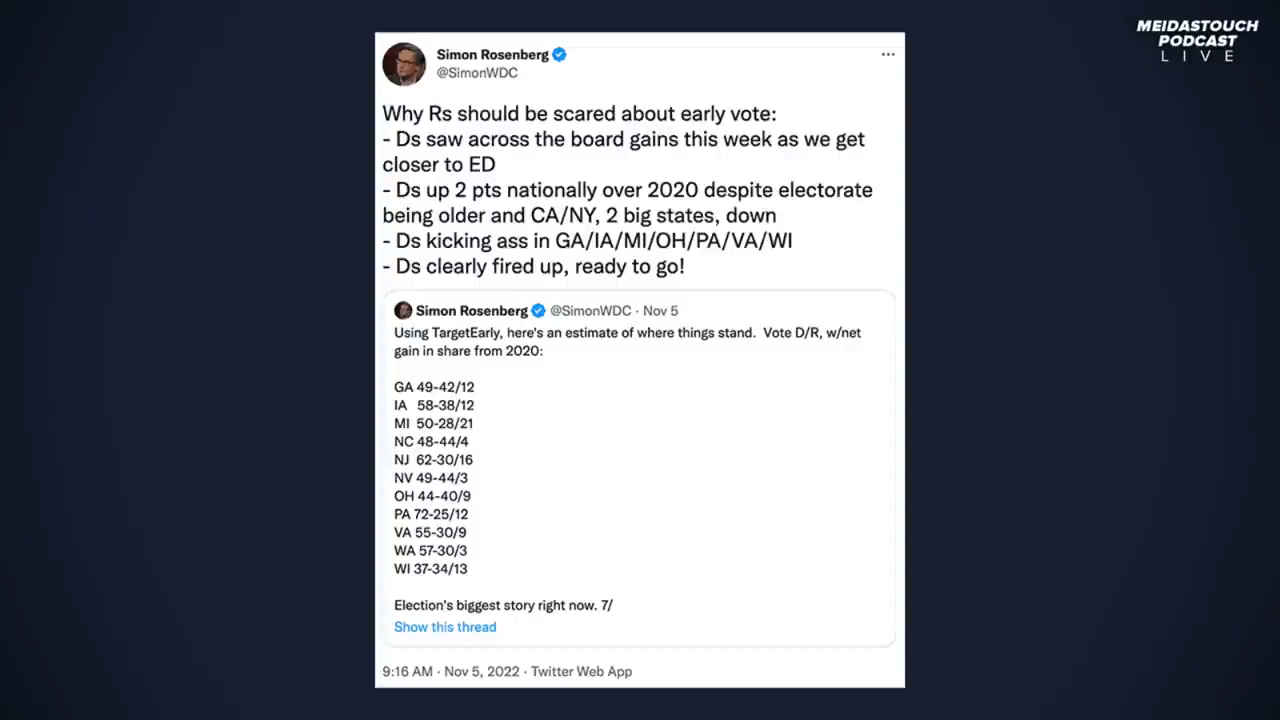 MEIDASTOUCH
PODCAST
LIVE
Simon Rosenberg
@SimonWDC
Why Rs should be scared about early vote:
- Ds saw across the board gains this week as we get
closer to ED
- Ds up 2 pts nationally over 2020 despite electorate
being older and CA/NY, 2 big states, down
- Ds kicking ass in GA/IA/MI/OH/PA/VA/WI
- Ds clearly fired up, ready to go!
Simon Rosenberg @SimonWDC · Nov 5
Using TargetEarly, here's an estimate of where things stand. Vote D/R, w/net
gain in share from 2020:
GA 49-42/12
IA 58-38/12
MI 50-28/21
NC 48-44/4
NJ 62-30/16
NV 49-44/3
OH 44-40/9
PA 72-25/12
VA 55-30/9
WA 57-30/3
WI 37-34/13
Election's biggest story right now. 7/
Show this thread
9:16 AM · Nov 5, 2022 · Twitter Web App